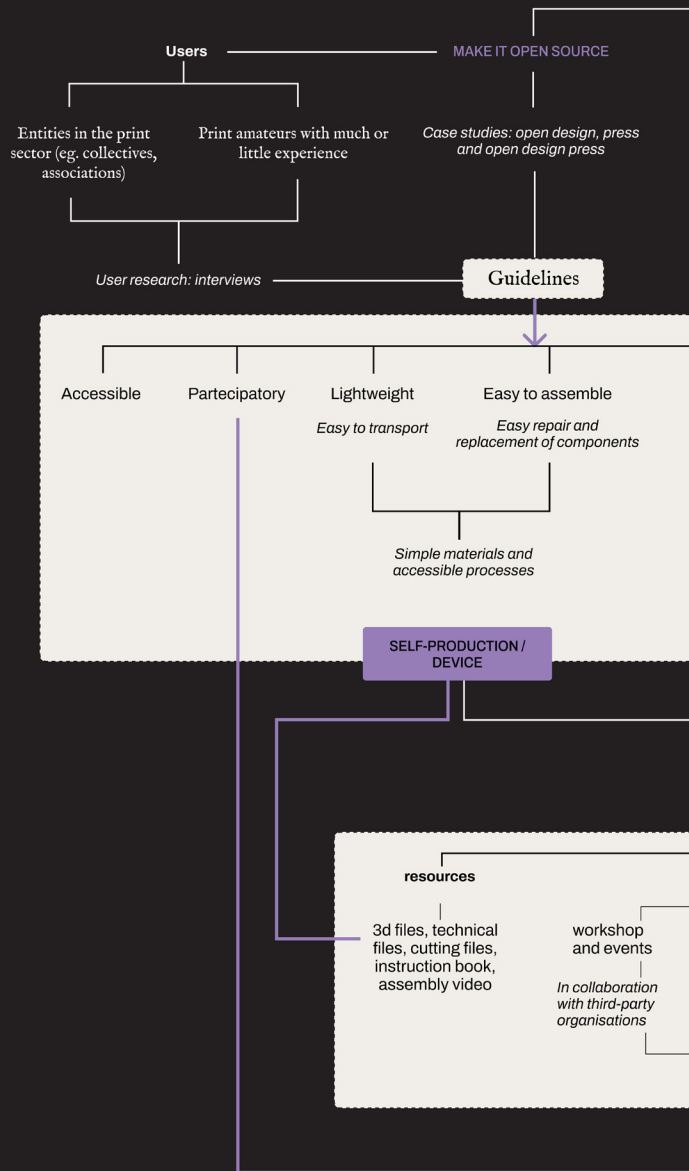 Users
MAKE IT OPEN SOURCE
Entities in the print
sector (eg. collectives,
associations)
Print amateurs with much or
little experience
Case studies: open design, press
and open design press
User research: interviews
Guidelines
Accessible
Partecipatory
Lightweight
Easy to transport
Easy to assemble
Easy repair and
replacement of components
Simple materials and
accessible processes
SELF-PRODUCTION /
DEVICE
resources
3d files, technical
files, cutting files,
instruction book,
assembly video
workshop
and events
In collaboration
with third-party
organisations